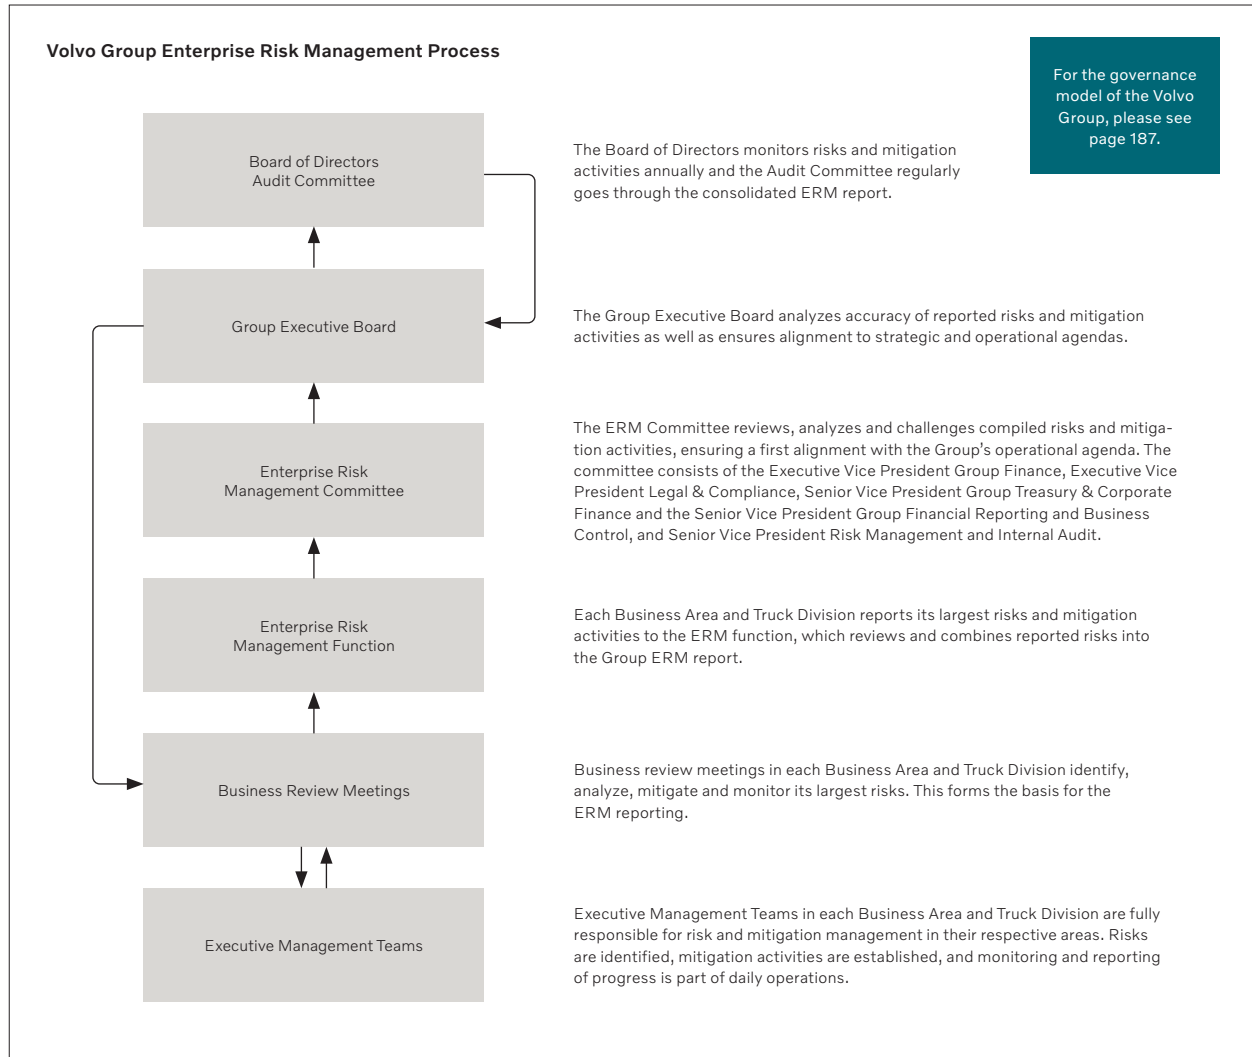 Volvo Group Enterprise Risk Management Process
For the governance
model of the Volvo
Group, please see
page 187.
Board of Directors
Audit Committee
The Board of Directors monitors risks and mitigation
activities annually and the Audit Committee regularly
goes through the consolidated ERM report.
Group Executive Board
The Group Executive Board analyzes accuracy of reported risks and mitigation
activities as well as ensures alignment to strategic and operational agendas.
Enterprise Risk
Management Committee
The ERM Committee reviews, analyzes and challenges compiled risks and mitiga-
tion activities, ensuring a first alignment with the Group's operational agenda. The
committee consists of the Executive Vice President Group Finance, Executive Vice
President Legal & Compliance, Senior Vice President Group Treasury & Corporate
Finance and the Senior Vice President Group Financial Reporting and Business
Control, and Senior Vice President Risk Management and Internal Audit.
Enterprise Risk
Management Function
Each Business Area and Truck Division reports its largest risks and mitigation
activities to the ERM function, which reviews and combines reported risks into
the Group ERM report.
Business Review Meetings
Business review meetings in each Business Area and Truck Division identify,
analyze, mitigate and monitor its largest risks. This forms the basis for the
ERM reporting.
Executive Management Teams
Executive Management Teams in each Business Area and Truck Division are fully
responsible for risk and mitigation management in their respective areas. Risks
are identified, mitigation activities are established, and monitoring and reporting
of progress is part of daily operations.